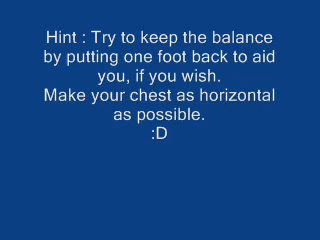 Hint : Try to keep the balance
by putting one foot back to aid
you, if you wish.
Make your chest as horizontal
as possible.
:D